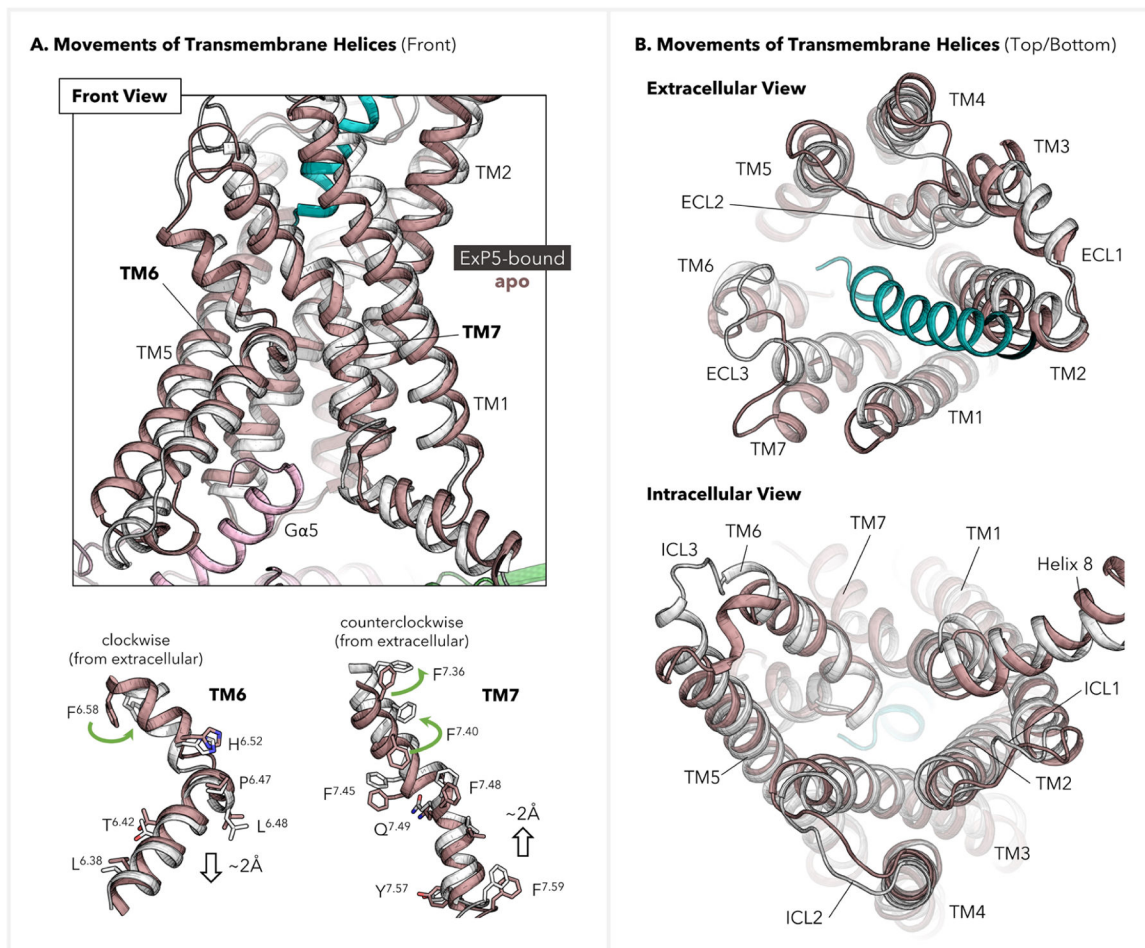 A. Movements of Transmembrane Helices (Front)
Front View
TM2
ExP5-bound
apo
TM6
TM5
TM7
TM1
Gα5
clockwise
(from extracellular)
TM6
F6.58
H6.52
P6.47
T6.42
L6.48
L6.38
~2Å
counterclockwise
(from extracellular)
TM7
F7.36
F7.40
F7.45
F7.48
Q7.49
~2Å
Y7.57
F7.59
B. Movements of Transmembrane Helices (Top/Bottom)
Extracellular View
TM4
TM3
TM5
ECL2
ECL1
TM6
ECL3
TM2
TM1
TM7
Intracellular View
TM7
TM6
TM1
ICL3
Helix 8
ICL1
TM5
TM2
TM3
ICL2
TM4